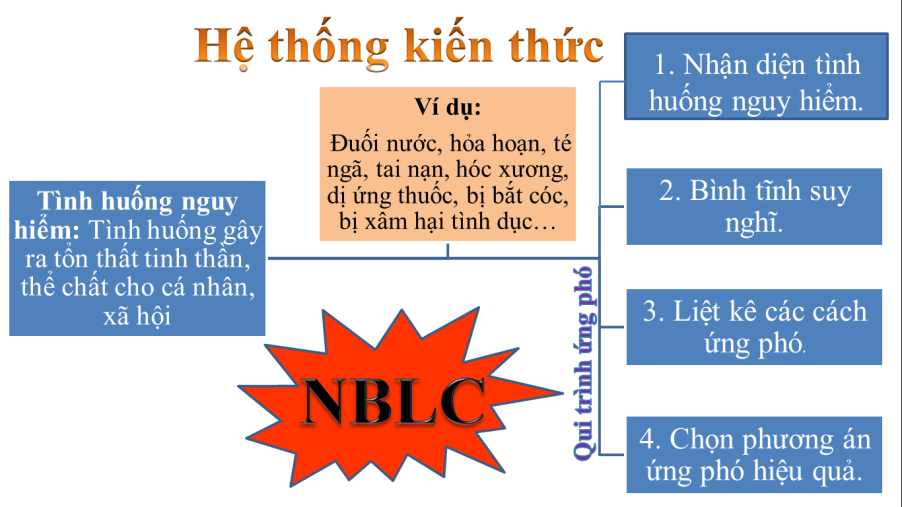 Hệ thống kiến thức
Tình huống nguy
hiểm: Tình huống gây
ra tổn thất tinh thần,
thể chất cho cá nhân,
xã hội
Ví dụ:
Đuối nước, hỏa hoạn, té
ngã, tai nạn, hóc xương,
dị ứng thuốc, bị bắt cóc,
bị xâm hại tình dục…
NBLC
Qui trình ứng phó
1. Nhận diện tình
huống nguy hiểm.
2. Bình tĩnh suy
nghĩ.
3. Liệt kê các cách
ứng phó.
4. Chọn phương án
ứng phó hiệu quả.